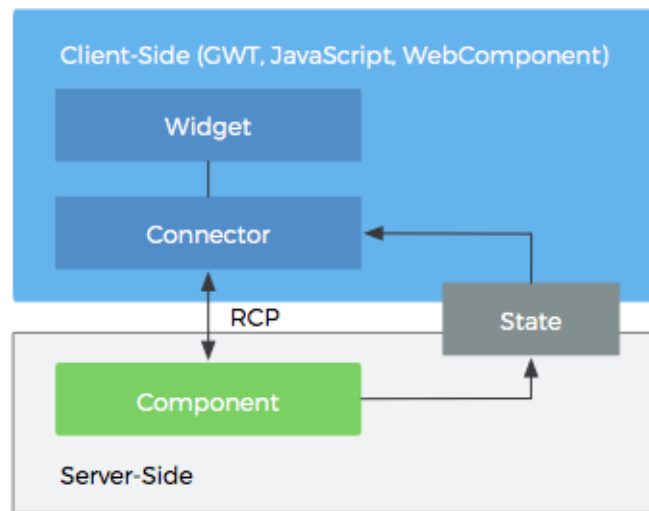 Client-Side (GWT, JavaScript, WebComponent)
Widget
Connector
RCP
State
Component
Server-Side